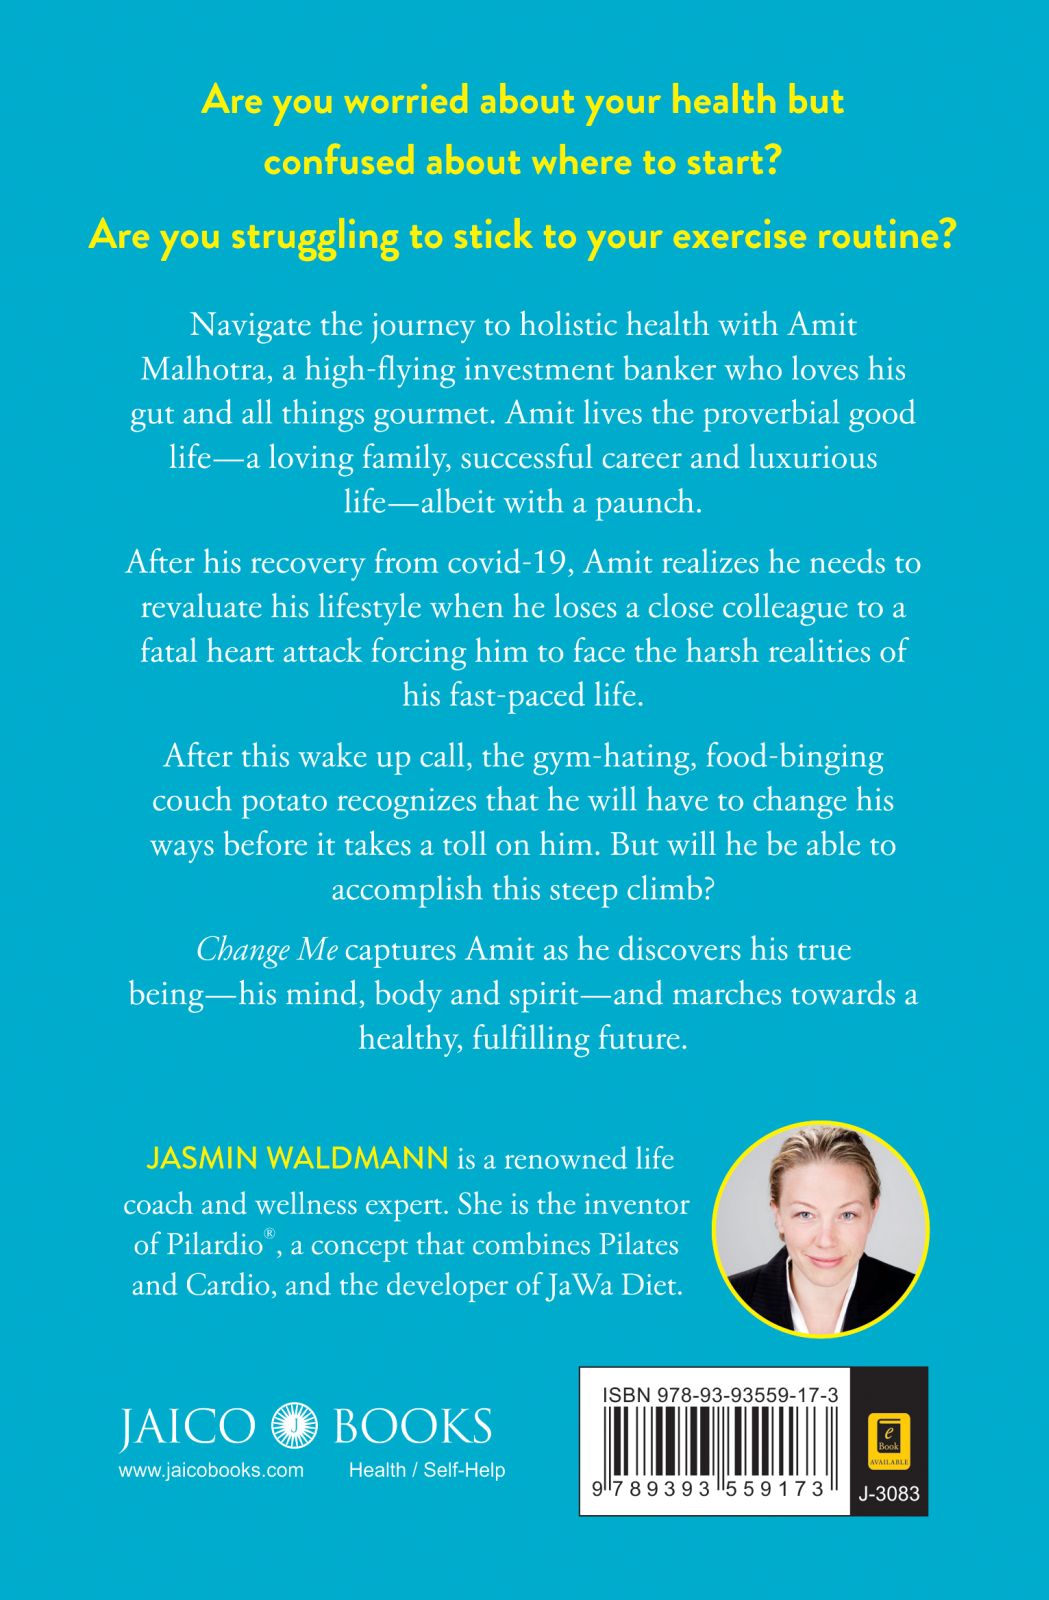 Are you worried about your health but
confused about where to start?
Are you struggling to stick to your exercise routine?
Navigate the journey to holistic health with Amit
Malhotra, a high-flying investment banker who loves his
gut and all things gourmet. Amit lives the proverbial good
life—a loving family, successful career and luxurious
life—albeit with a paunch.
After his recovery from covid-19, Amit realizes he needs to
revaluate his lifestyle when he loses a close colleague to a
fatal heart attack forcing him to face the harsh realities of
his fast-paced life.
After this wake up call, the gym-hating, food-binging
couch potato recognizes that he will have to change his
ways before it takes a toll on him. But will he be able to
accomplish this steep climb?
Change Me captures Amit as he discovers his true
being—his mind, body and spirit—and marches towards a
healthy, fulfilling future.
JASMIN WALDMANN is a renowned life
coach and wellness expert. She is the inventor
of Pilardio®, a concept that combines Pilates
and Cardio, and the developer of JaWa Diet.
JAICO J BOOKS
www.jaicobooks.com Health / Self-Help
ISBN 978-93-93559-17-3
9 789393 559173
e
Book
AVAILABLE
J-3083